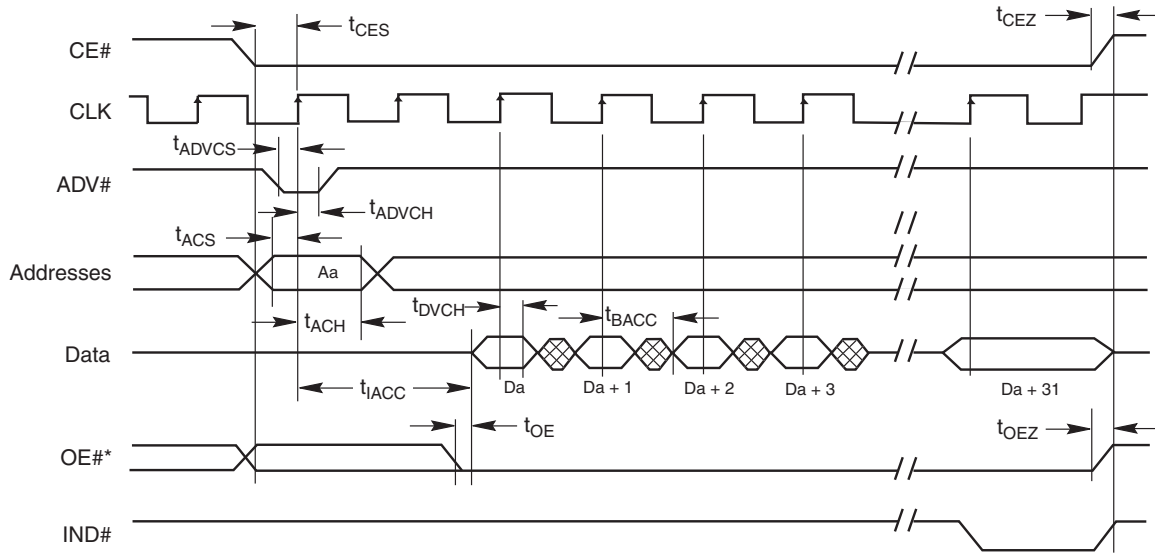 tCES
tCEZ
CE#
CLK
tADVCS
ADV#
tADVCH
tACS
Addresses
Aa
tDVCH
tBACC
tACH
Data
Da
Da + 1
Da + 2
Da + 3
Da + 31
tIACC
tOE
tOEZ
OE#*
IND#